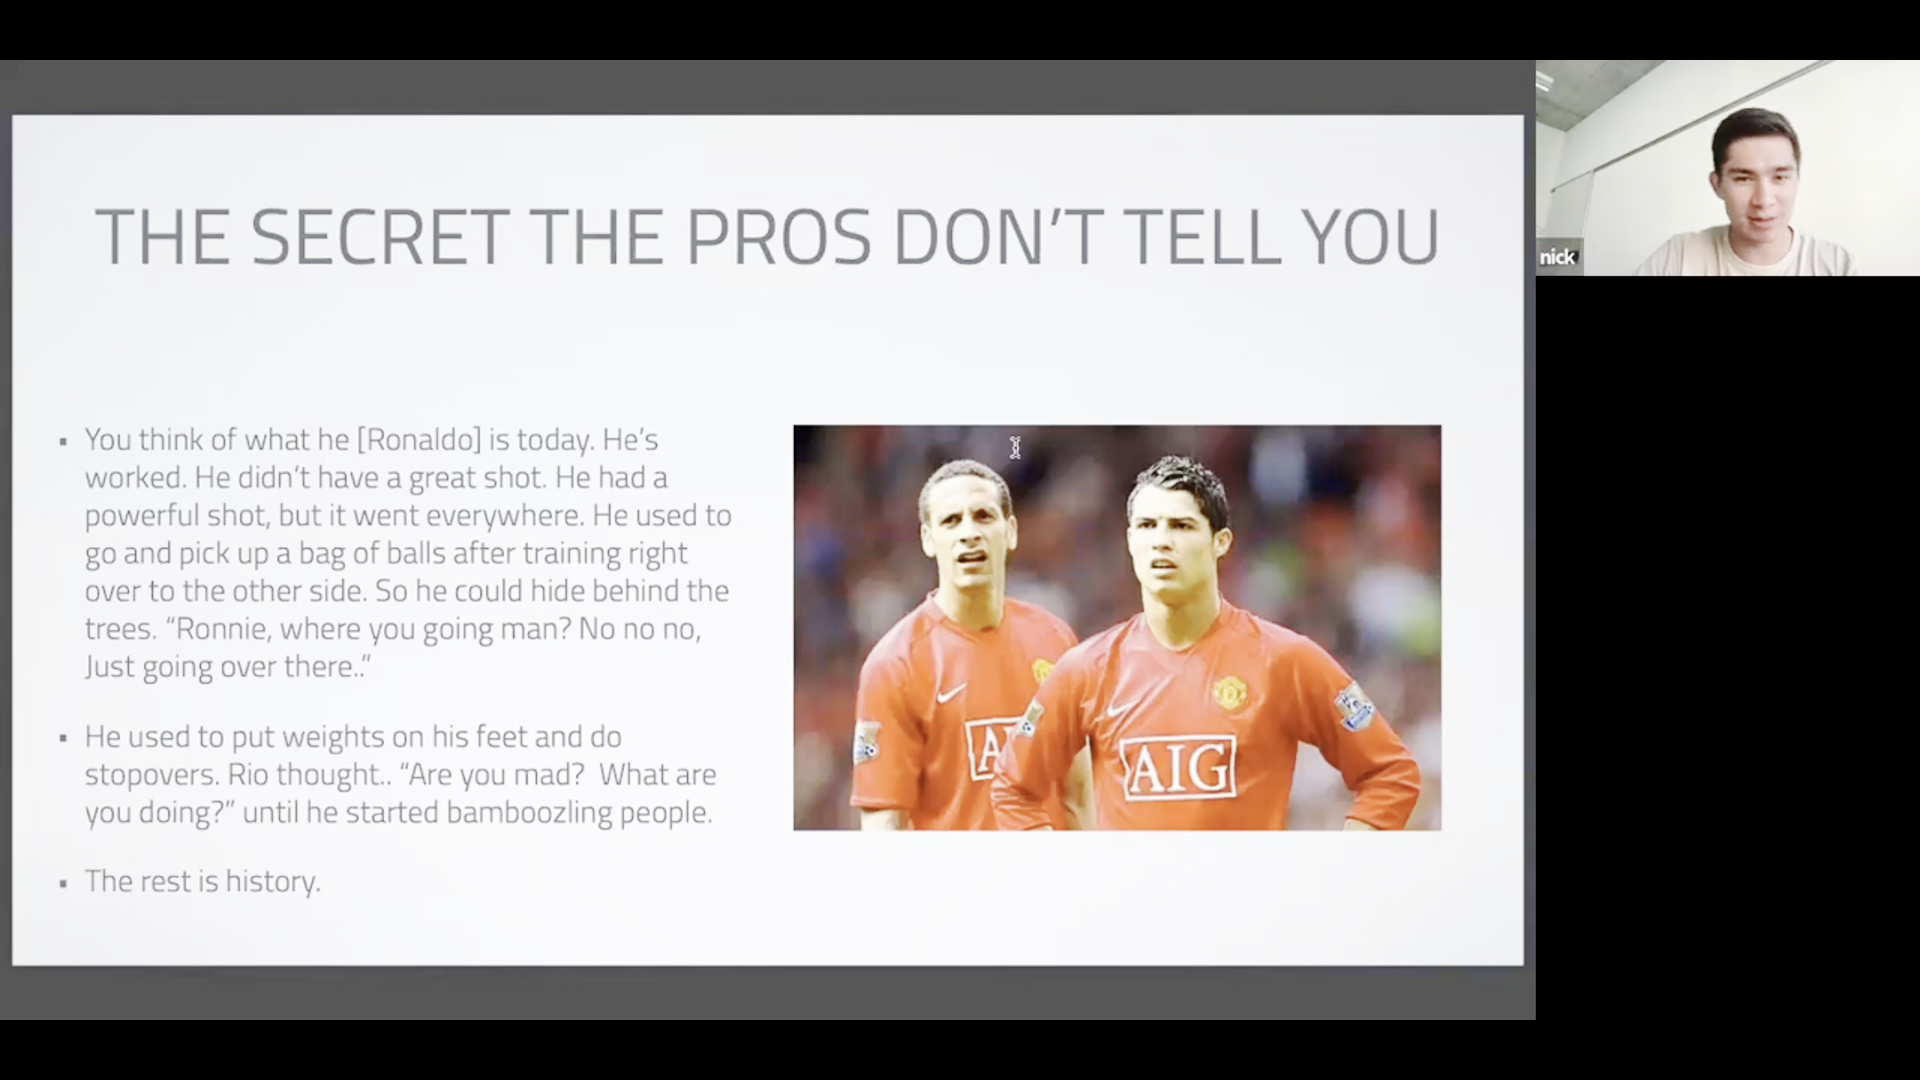 THE SECRET THE PROS DON'T TELL YOU
▪ You think of what he [Ronaldo] is today. He's
worked. He didn't have a great shot. He had a
powerful shot, but it went everywhere. He used to
go and pick up a bag of balls after training right
over to the other side. So he could hide behind the
trees. “Ronnie, where you going man? No no no,
Just going over there..”
▪ He used to put weights on his feet and do
stopovers. Rio thought.. “Are you mad?  What are
you doing?” until he started bamboozling people.
▪ The rest is history.
AIG
nick